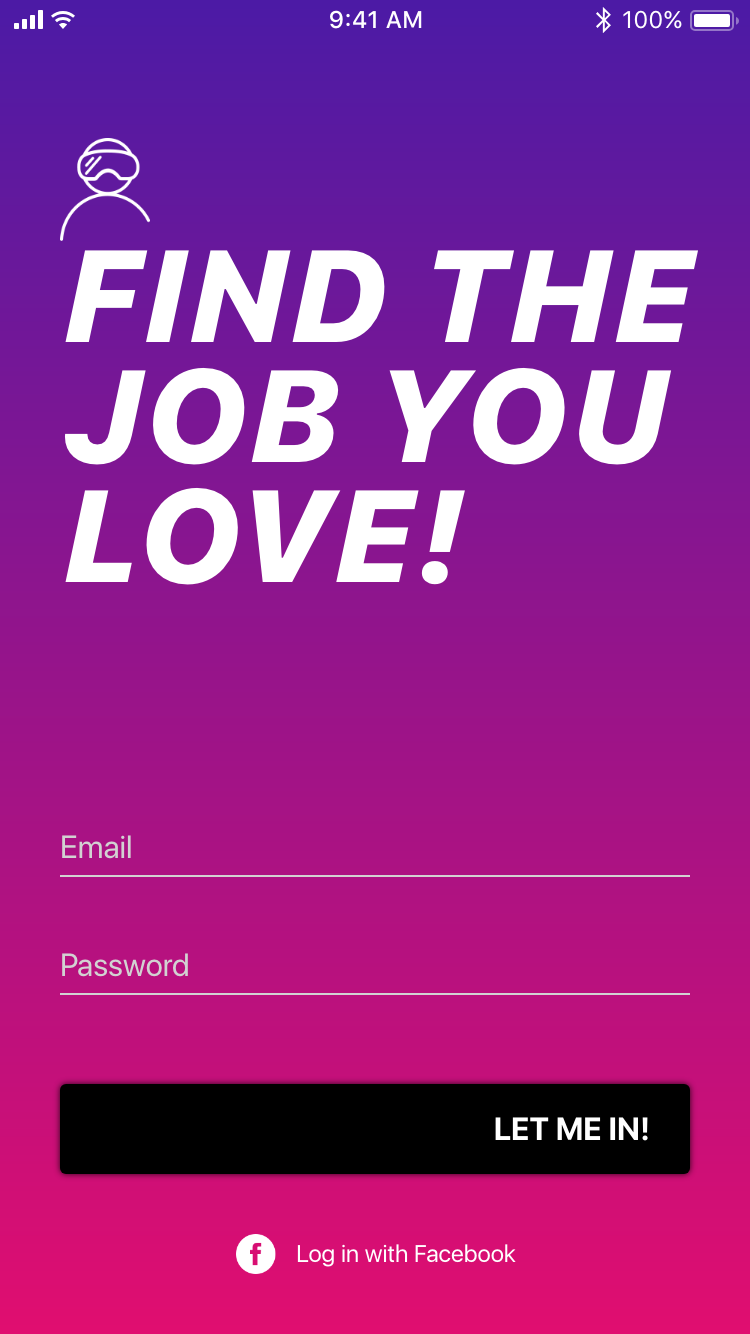 9:41 AM
100%
FIND THE
JOB YOU
LOVE!
Email
Password
LET ME IN!
Log in with Facebook